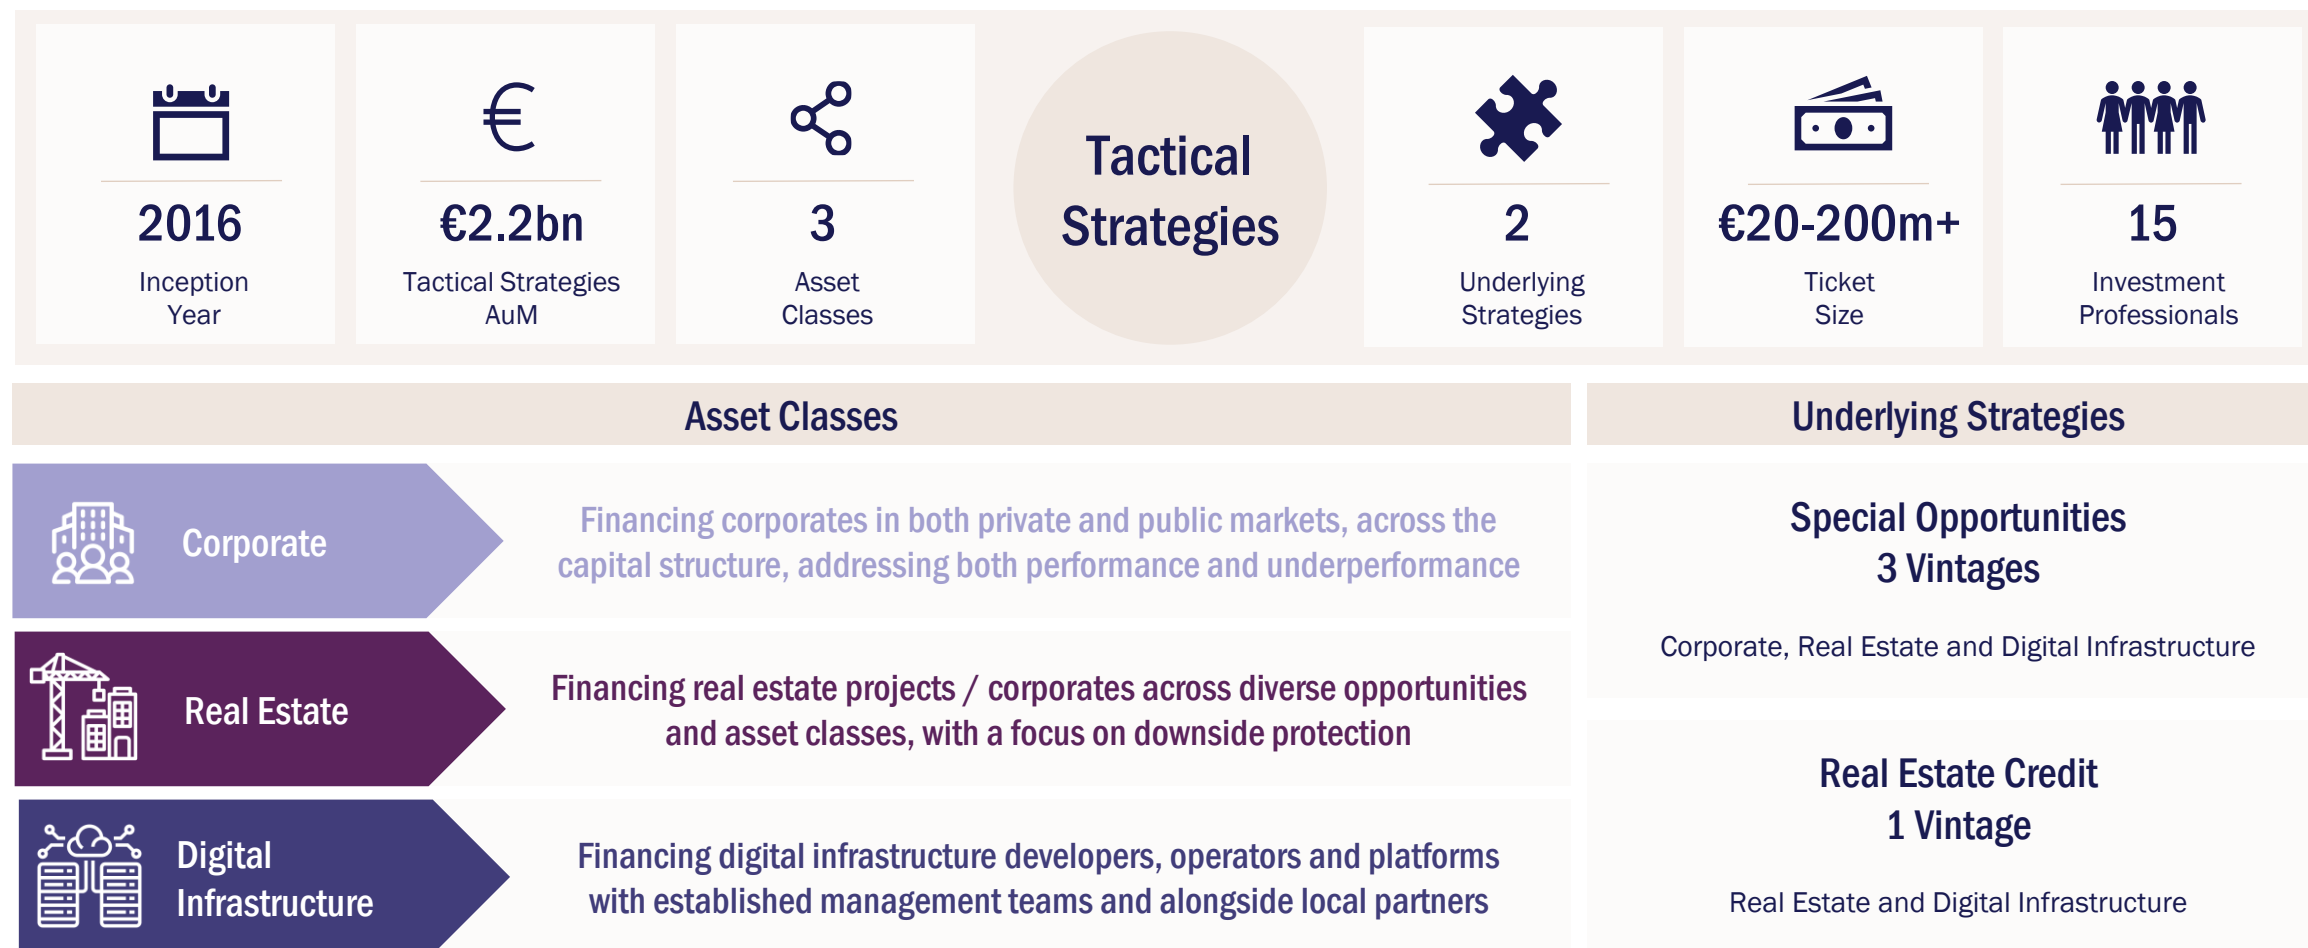 2016
Inception
Year
€
€2.2bn
Tactical Strategies
AuM
3
Asset
Classes
Tactical
Strategies
2
Underlying
Strategies
€20-200m+
Ticket
Size
15
Investment
Professionals
Asset Classes
Corporate
Financing corporates in both private and public markets, across the
capital structure, addressing both performance and underperformance
Real Estate
Financing real estate projects / corporates across diverse opportunities
and asset classes, with a focus on downside protection
Digital
Infrastructure
Financing digital infrastructure developers, operators and platforms
with established management teams and alongside local partners
Underlying Strategies
Special Opportunities
3 Vintages
Corporate, Real Estate and Digital Infrastructure
Real Estate Credit
1 Vintage
Real Estate and Digital Infrastructure